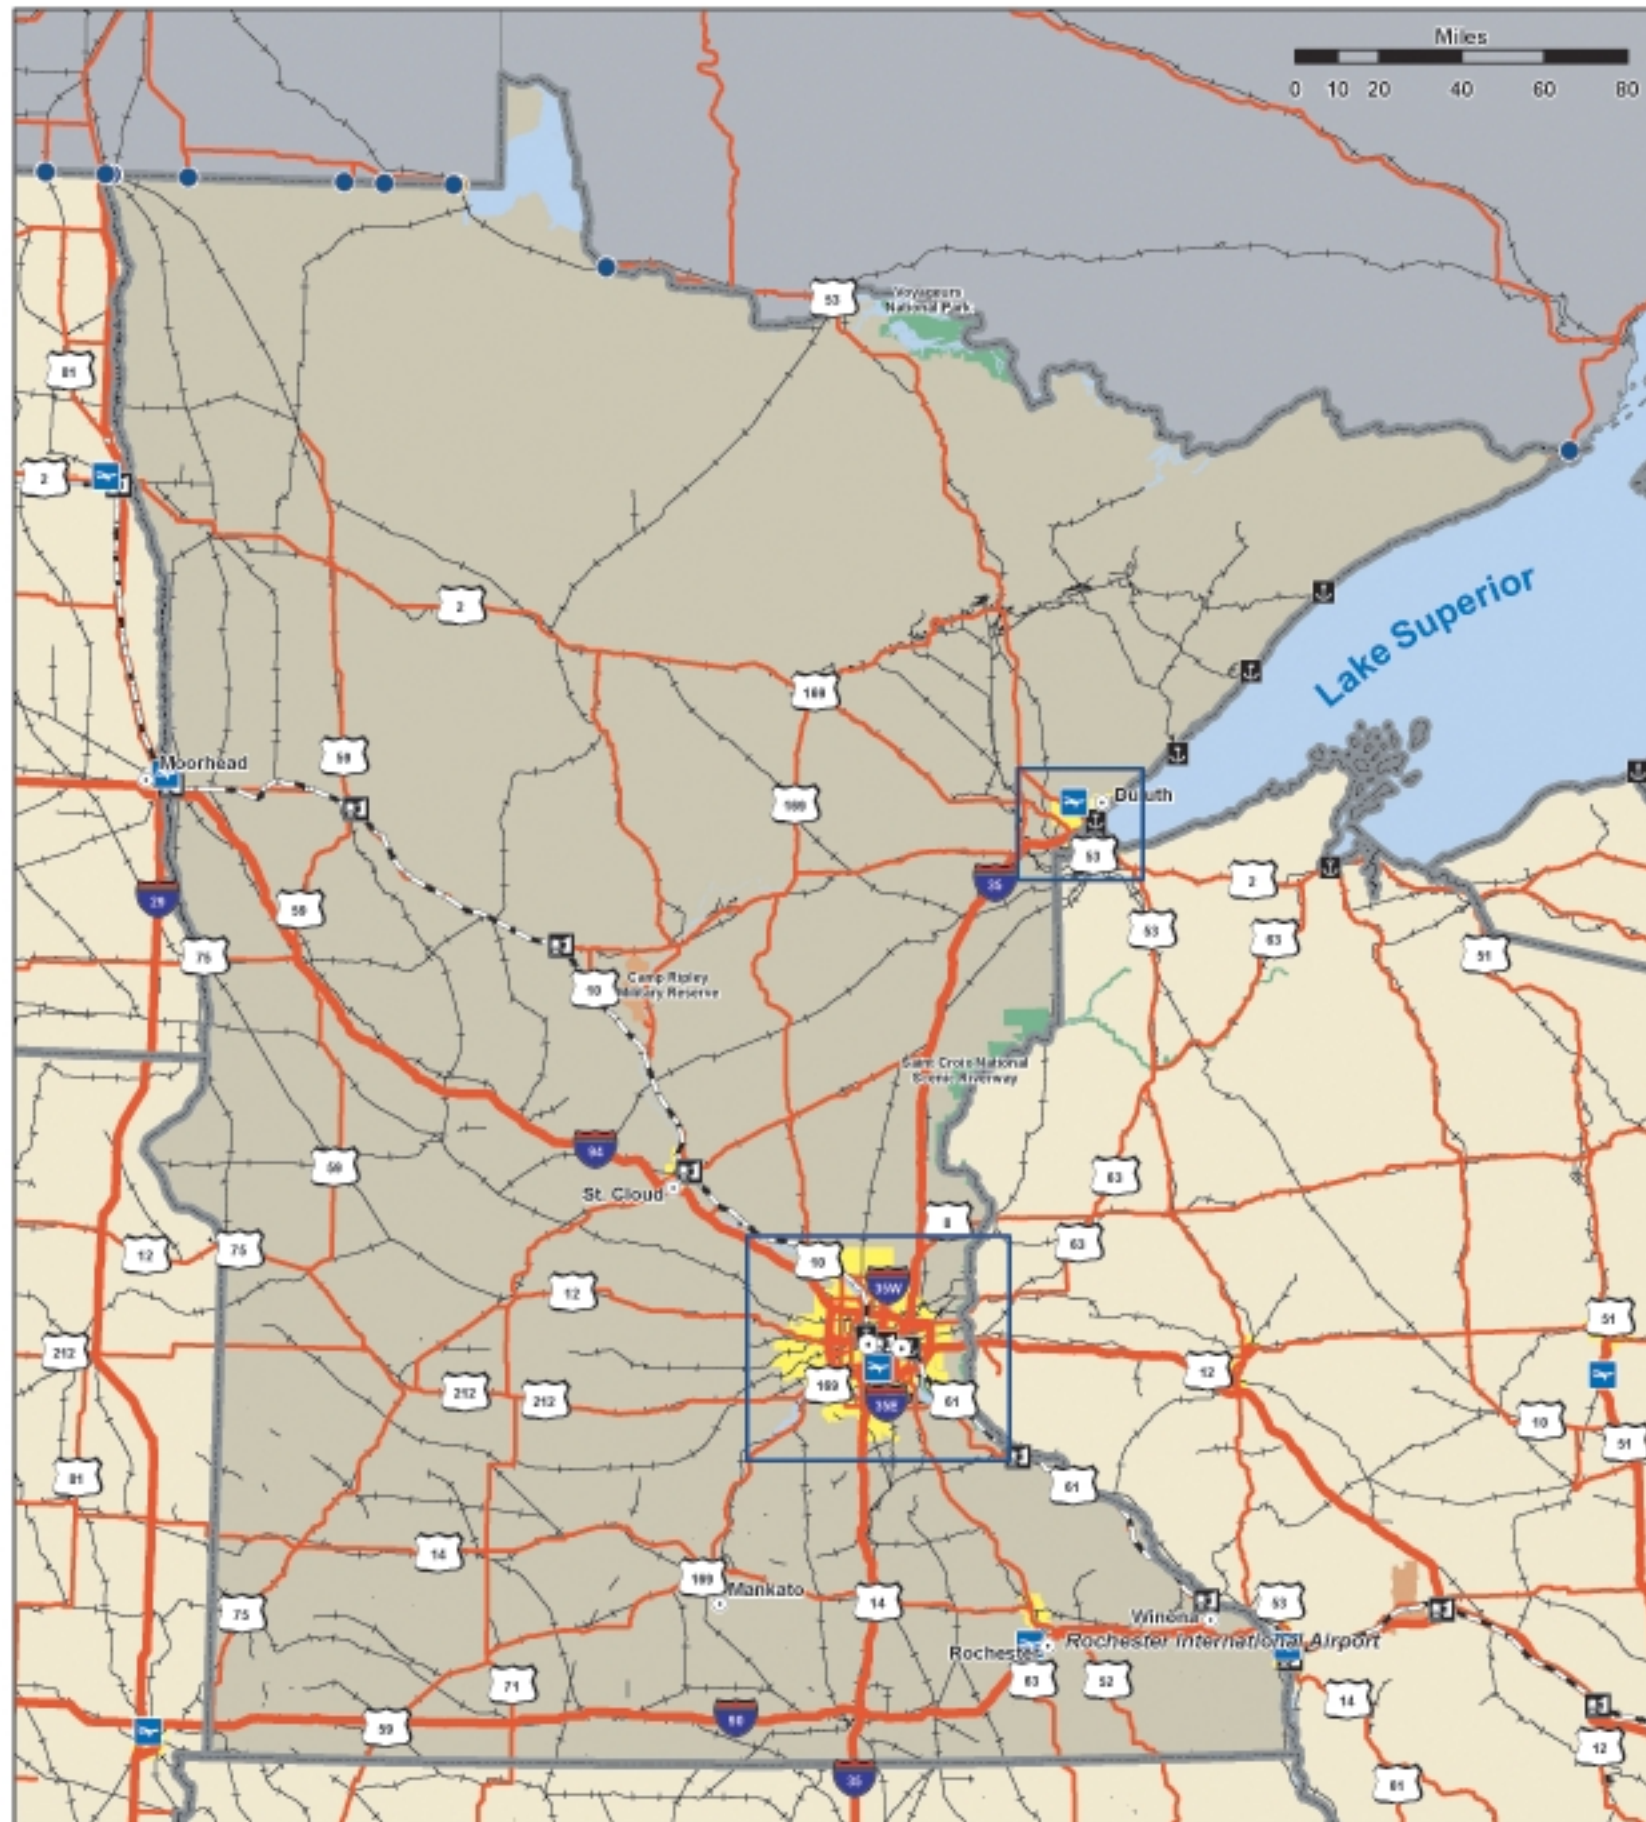 Miles
0 10 20 40 60 80
53
Voyageurs
National Park
81
2
2
Lake Superior
169
59
Moorhead
169
Duluth
53
35
2
29
59
53
63
75
51
10
Camp Ripley
Military Reserve
Saint Croix National
Scenic Riverway
94
59
63
St. Cloud
8
63
12
75
10
12
35W
51
212
12
169
212
212
35E
61
10
51
81
61
14
169
Mankato
75
14
53
Winona
Rochester International Airport
Rochester
63
52
71
14
59
90
12
35
61